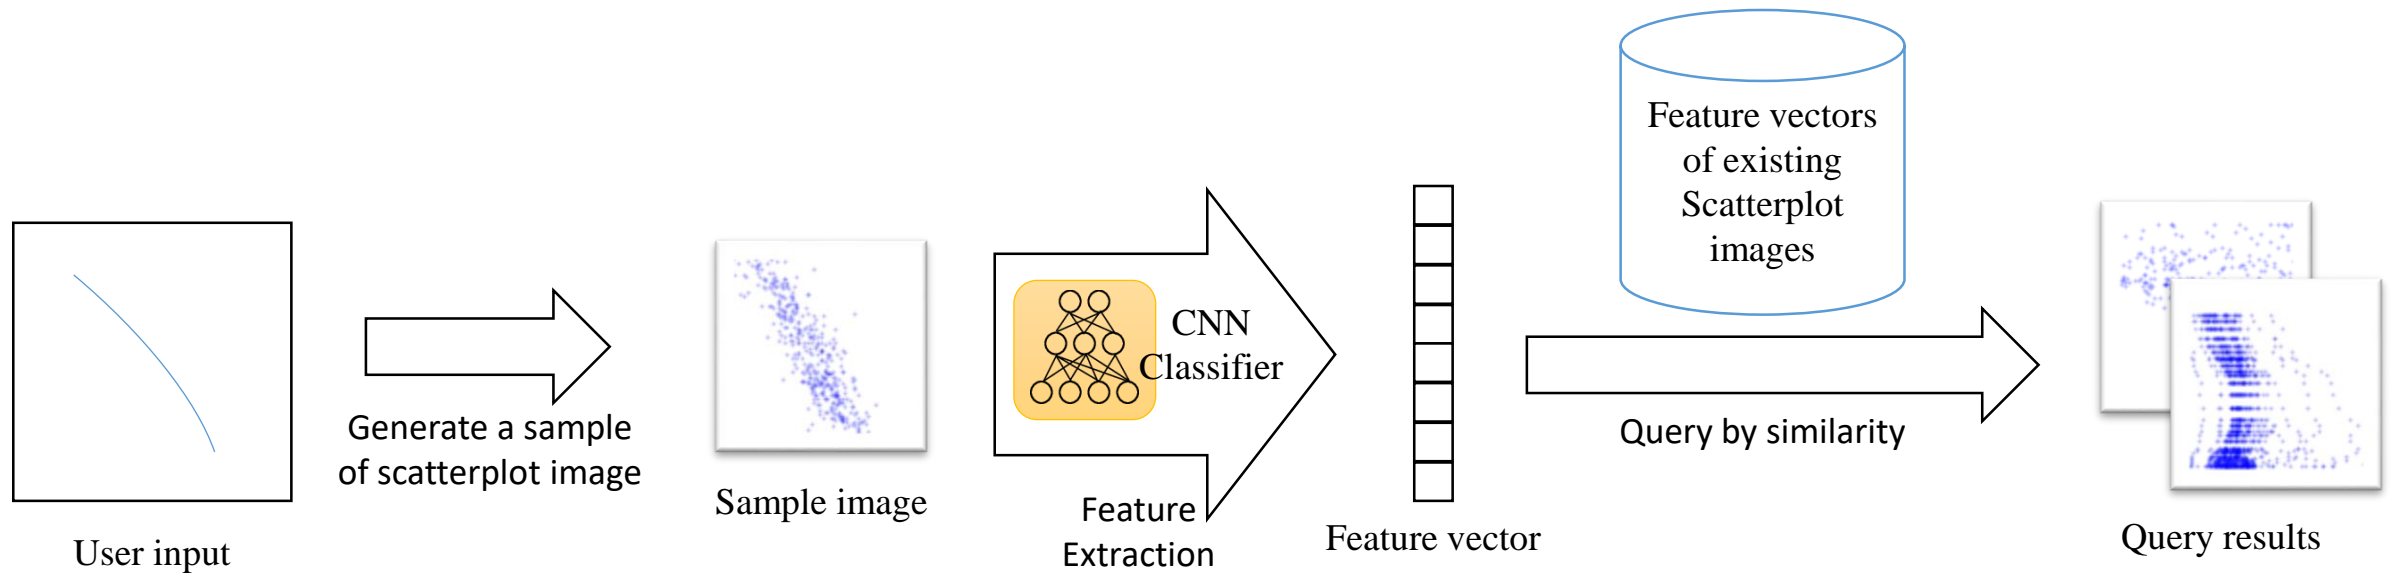 User input
Generate a sample
of scatterplot image
Sample image
CNN
Classifier
Feature
Extraction
Feature vector
Feature vectors
of existing
Scatterplot
images
Query by similarity
Query results